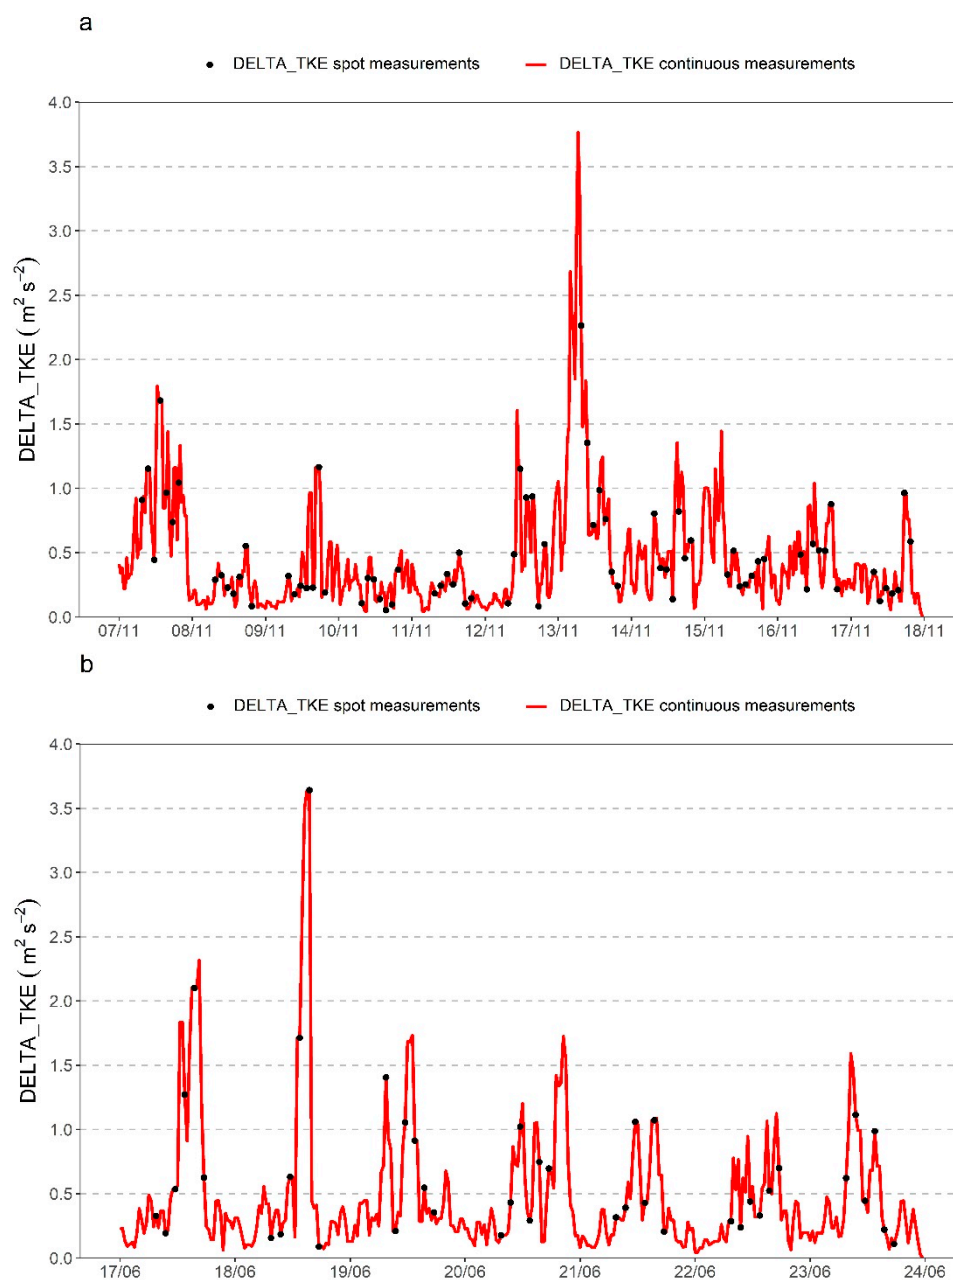 a
DELTA_TKE spot measurements DELTA_TKE continuous measurements
4.0
3.5
3.0
2.5
2.0
1.5
1.0
0.5
0.0
DELTA_TKE ( m² s⁻²)
07/11 08/11 09/11 10/11 11/11 12/11 13/11 14/11 15/11 16/11 17/11 18/11
b
DELTA_TKE spot measurements DELTA_TKE continuous measurements
4.0
3.5
3.0
2.5
2.0
1.5
1.0
0.5
0.0
DELTA_TKE ( m² s⁻²)
17/06 18/06 19/06 20/06 21/06 22/06 23/06 24/06